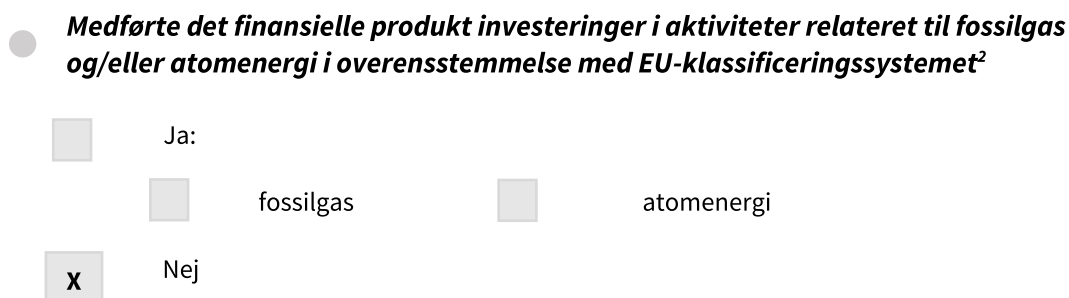 Medførte det finansielle produkt investeringer i aktiviteter relateret til fossilgas
og/eller atomenergi i overensstemmelse med EU-klassificeringssystemet²
Ja:
fossilgas atomenergi
X Nej